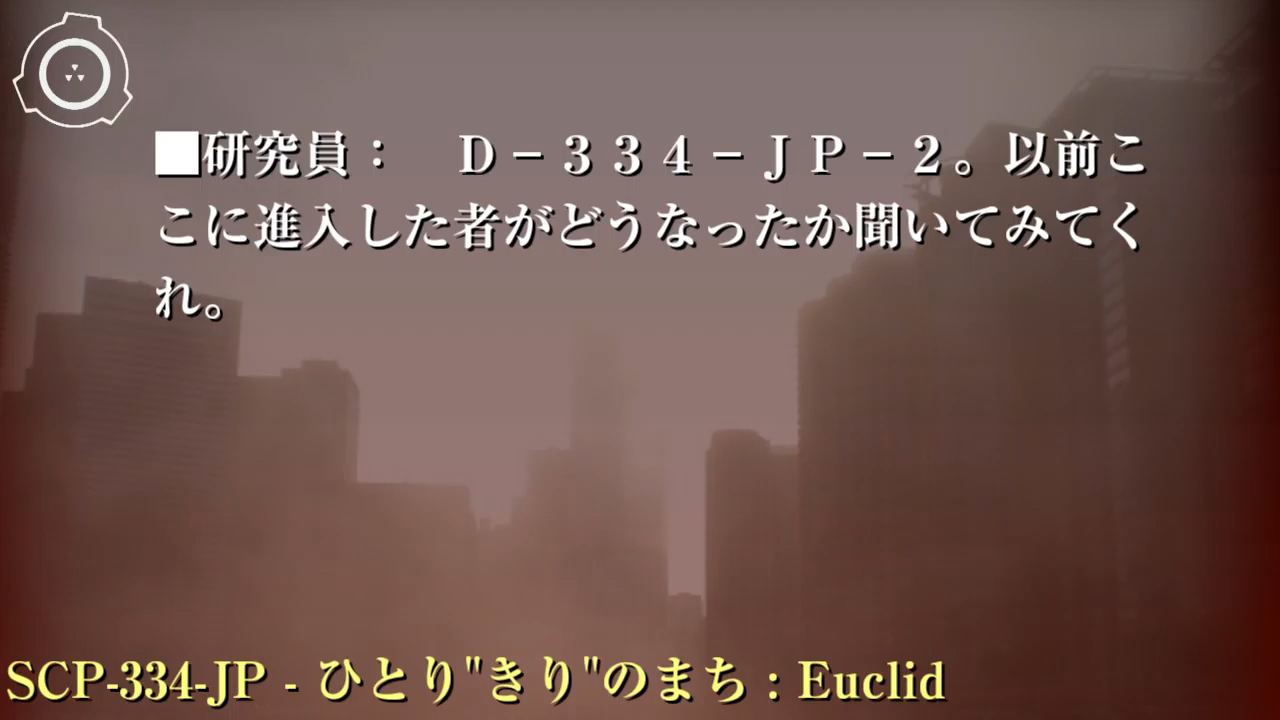 ■研究員：　Ｄ－３３４－ＪＰ－２。以前こ
こに進入した者がどうなったか聞いてみてく
れ。
SCP-334-JP - ひとり"きり"のまち : Euclid